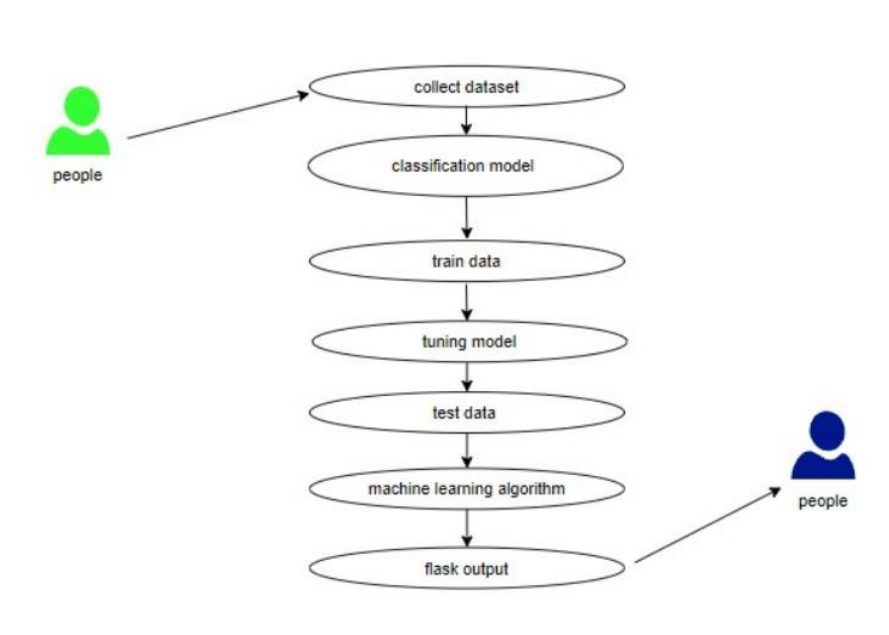 collect dataset
people
classification model
train data
tuning model
test data
machine learning algorithm
people
flask output